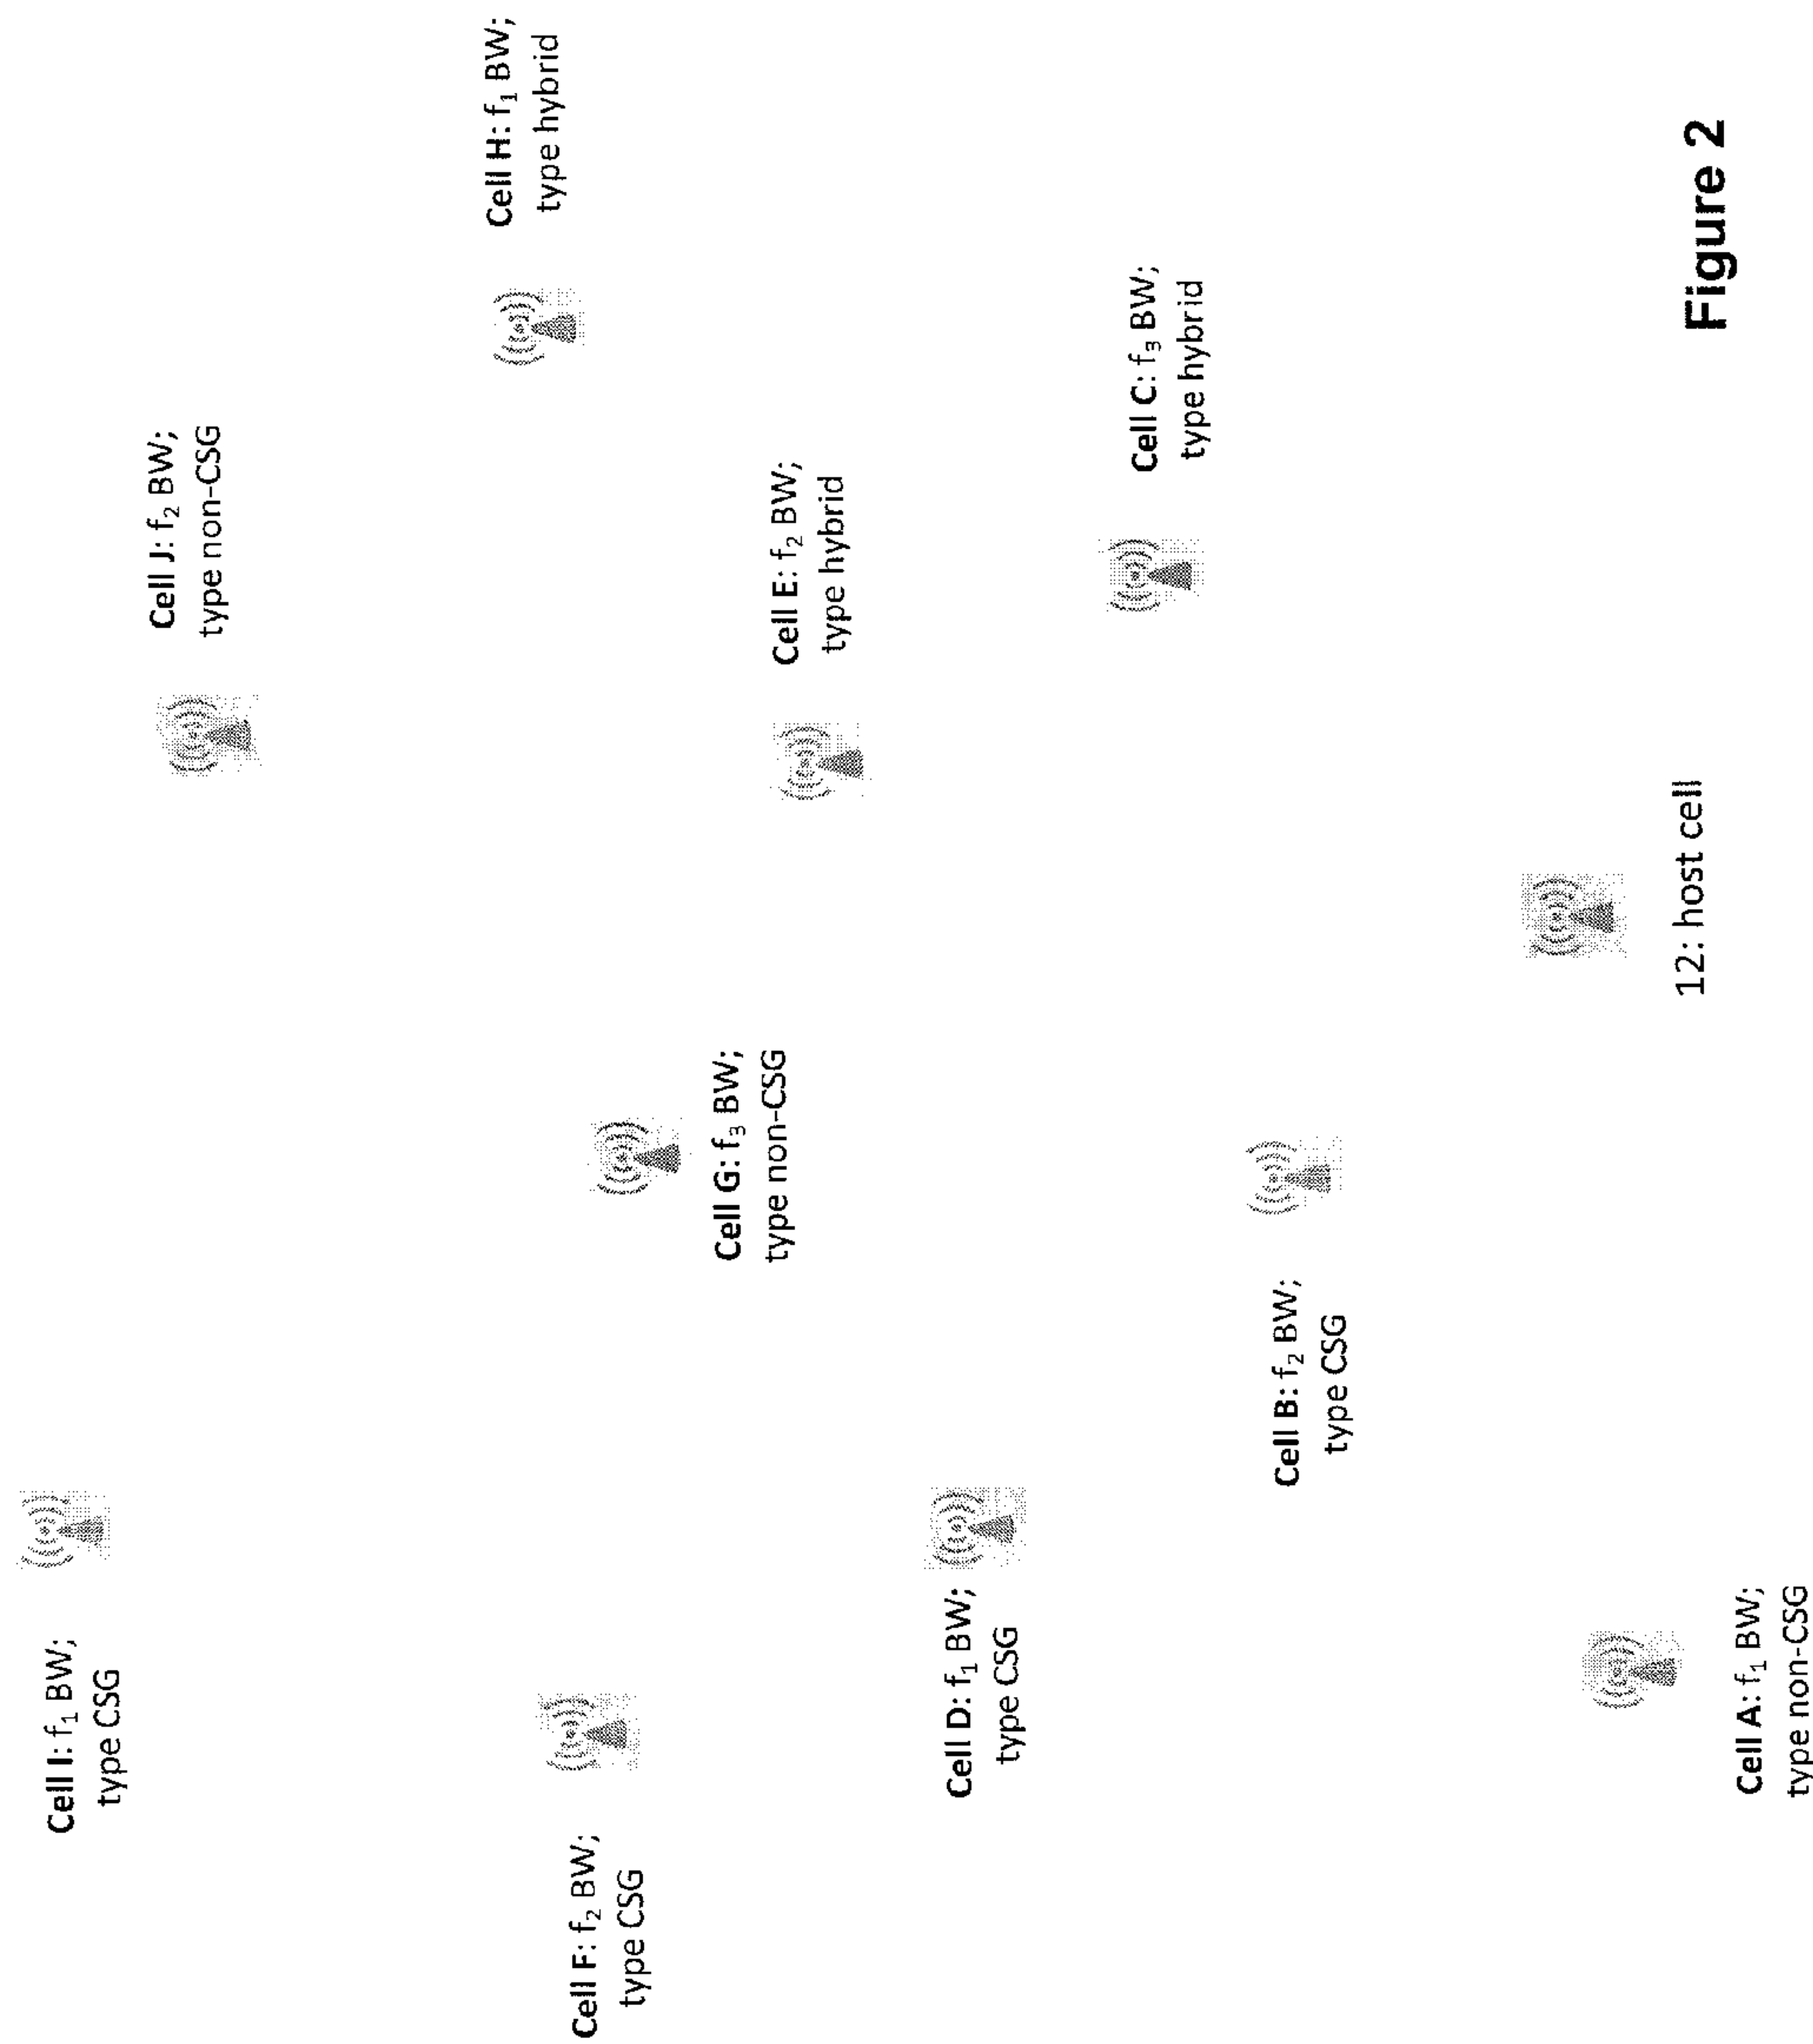 Cell I: f₁ BW;
type CSG
Cell J: f₂ BW;
type non-CSG
Cell F: f₂ BW;
type CSG
Cell H: f₁ BW;
type hybrid
Cell G: f₃ BW;
type non-CSG
Cell E: f₂ BW;
type hybrid
Cell D: f₁ BW;
type CSG
Cell C: f₃ BW;
type hybrid
Cell B: f₂ BW;
type CSG
12: host cell
Cell A: f₁ BW;
type non-CSG
Figure 2